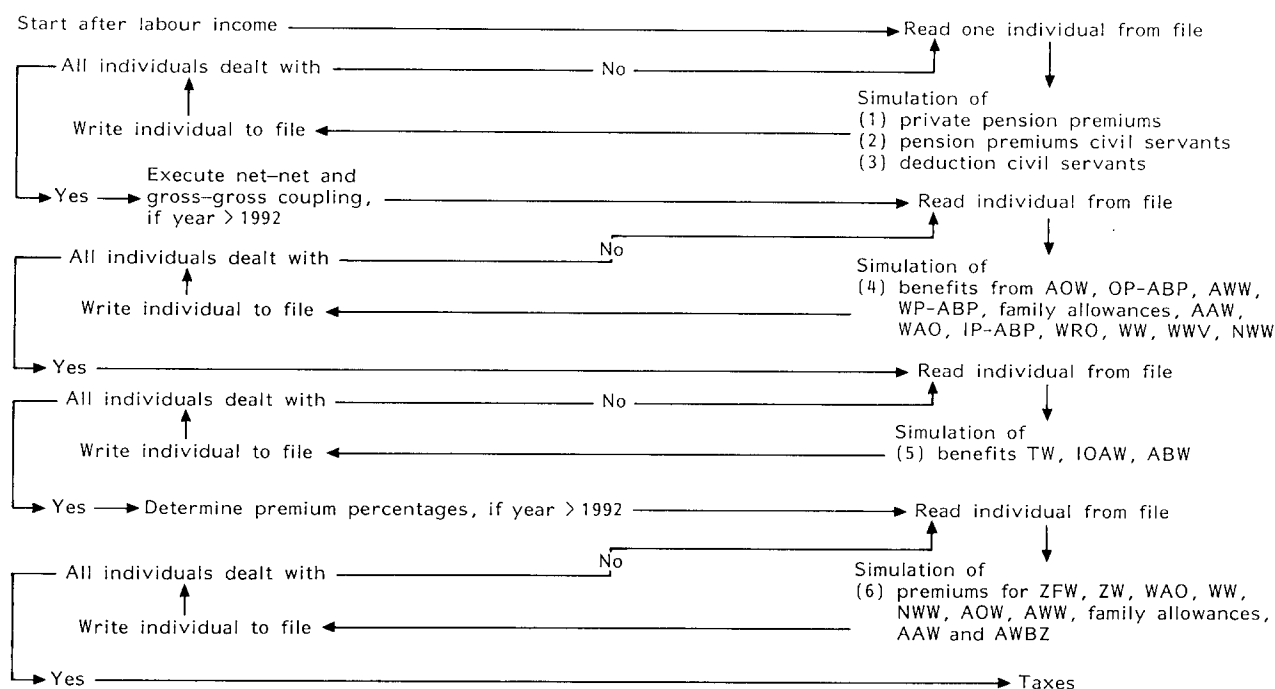 Start after labour income
Read one individual from file
All individuals dealt with
No
Simulation of
(1) private pension premiums
(2) pension premiums civil servants
(3) deduction civil servants
Write individual to file
Yes
Execute net-net and
gross-gross coupling,
if year > 1992
Read individual from file
No
All individuals dealt with
Simulation of
(4) benefits from AOW, OP-ABP, AWW,
WP-ABP, family allowances, AAW,
WAO, IP-ABP, WRO, WW, WWV, NWW
Write individual to file
Yes
Read individual from file
All individuals dealt with
No
Simulation of
(5) benefits TW, IOAW, ABW
Write individual to file
Yes
Determine premium percentages, if year > 1992
Read individual from file
No
All individuals dealt with
Simulation of
(6) premiums for ZFW, ZW, WAO, WW,
NWW, AOW, AWW, family allowances,
AAW and AWBZ
Write individual to file
Yes
Taxes